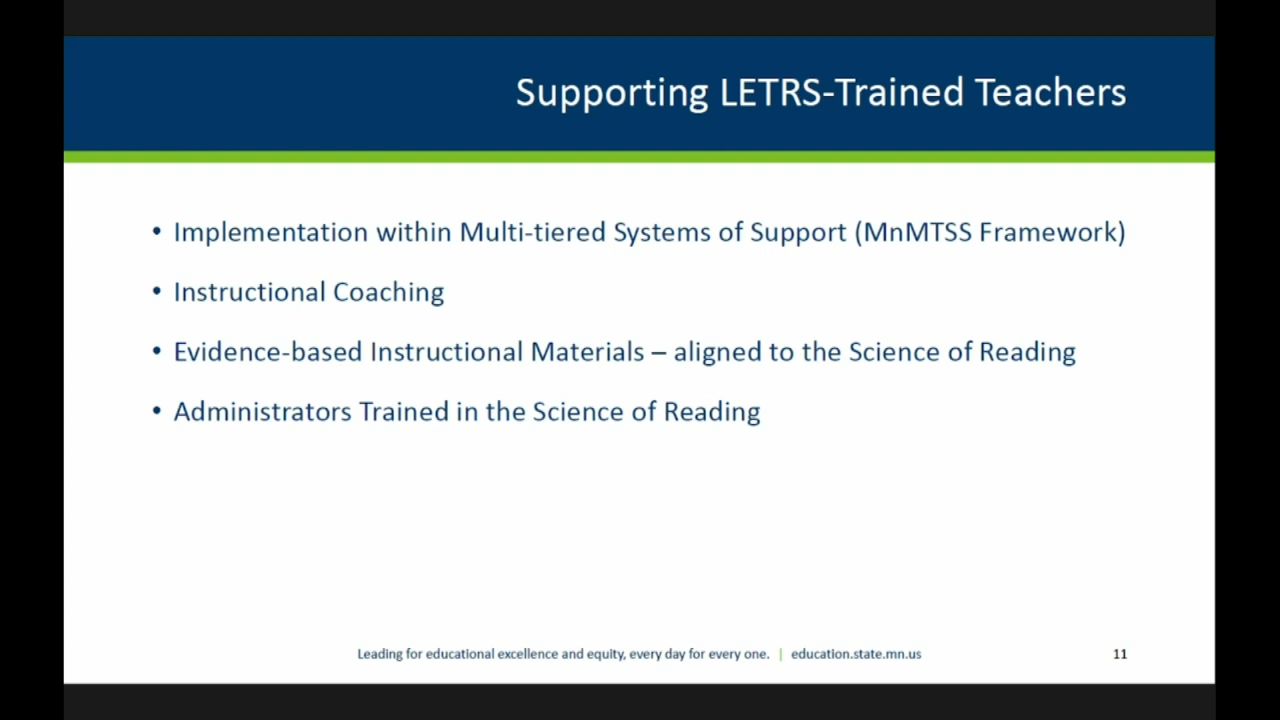 Supporting LETRS-Trained Teachers
• Implementation within Multi-tiered Systems of Support (MnMTSS Framework)
• Instructional Coaching
• Evidence-based Instructional Materials – aligned to the Science of Reading
• Administrators Trained in the Science of Reading
Leading for educational excellence and equity, every day for every one. | education.state.mn.us 11